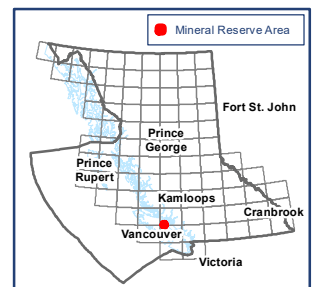 Mineral Reserve Area
Fort St. John
Prince
George
Prince
Rupert
Kamloops
Cranbrook
Vancouver
Victoria